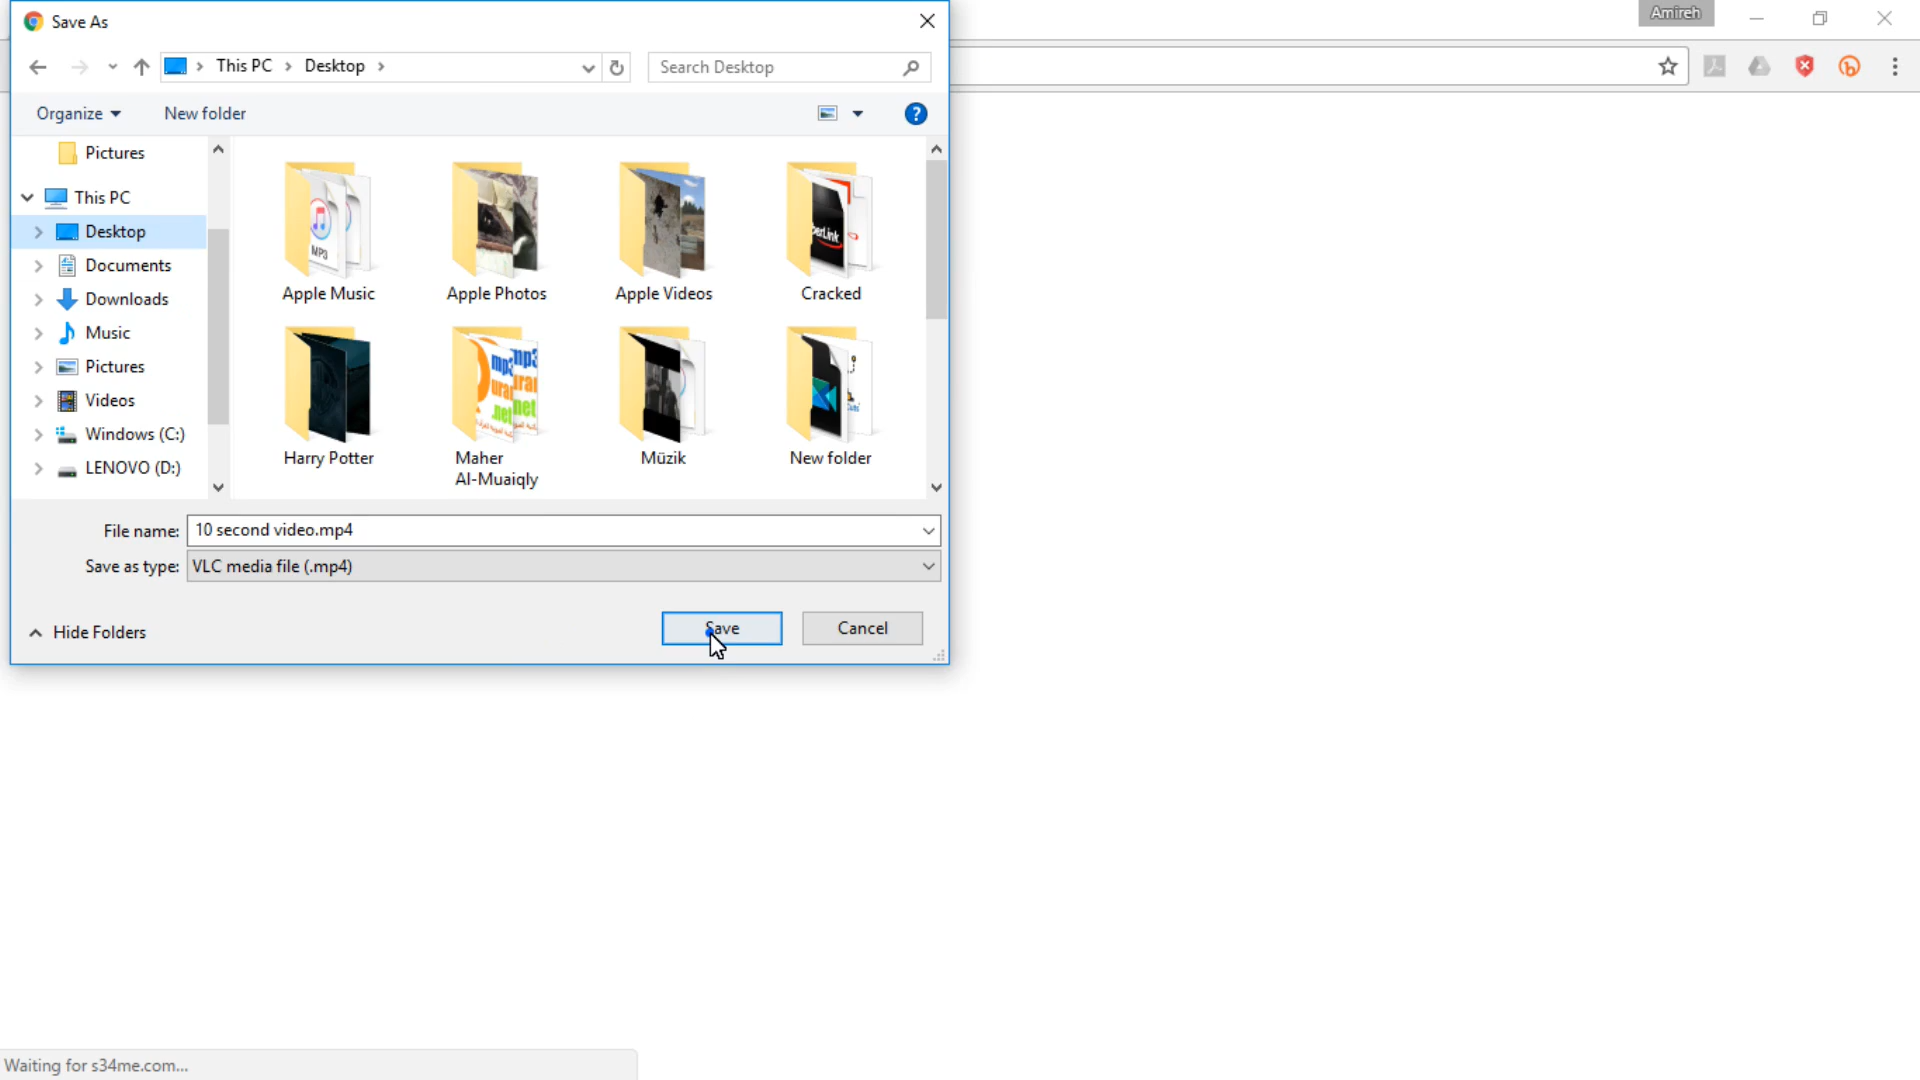 Save As
Amireh
This PC
Desktop
Search Desktop
Organize
New folder
Pictures
This PC
Desktop
Documents
Downloads
Music
Pictures
Videos
Windows (C:)
LENOVO (D:)
MP3
Apple Music
Apple Photos
Apple Videos
Cracked
Harry Potter
Maher
Al-Muaiqly
Müzik
New folder
File name: 10 second video.mp4
Save as type: VLC media file (.mp4)
Hide Folders
Save
Cancel
Waiting for s34me.com...